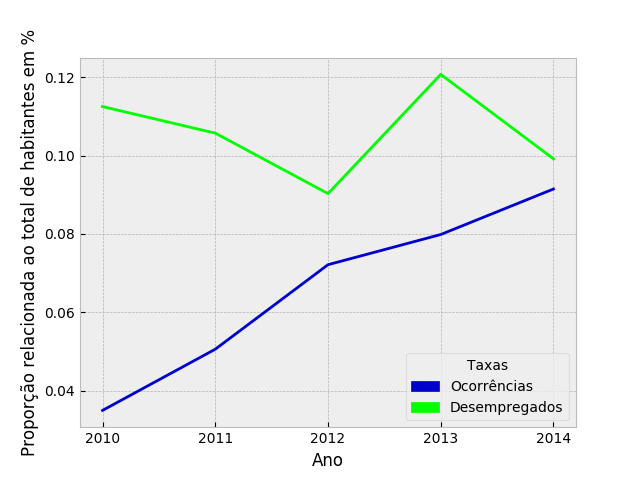 Proporção relacionada ao total de habitantes em %
0.12
0.10
0.08
0.06
0.04
Taxas
Ocorrências
Desempregados
2010 2011 2012 2013 2014
Ano